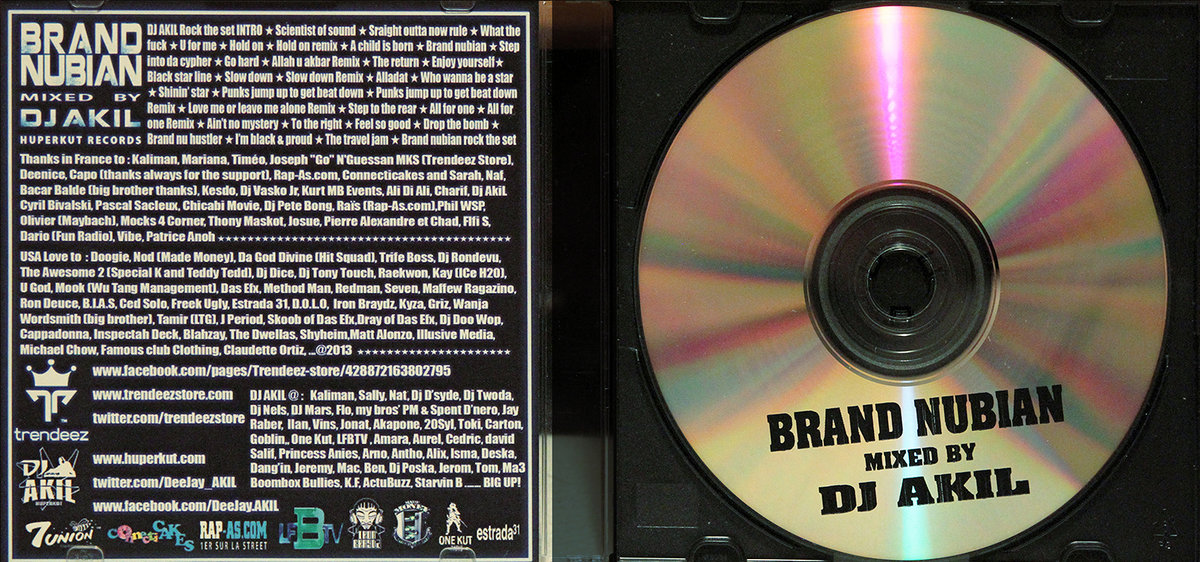 BRAND
NUBIAN
MIXED BY
DJ AKIL
HUPERKUT RECORDS
DJ AKIL Rock the set INTRO ★ Scientist of sound ★ Sraight outta now rule ★ What the
fuck ★ U for me ★ Hold on ★ Hold on remix ★ A child is born ★ Brand nubian ★ Step
into da cypher ★ Go hard ★ Allah u akbar Remix ★ The return ★ Enjoy yourself ★
Black star line ★ Slow down ★ Slow down Remix ★ Alladat ★ Who wanna be a star
★ Shinin' star ★ Punks jump up to get beat down ★ Punks jump up to get beat down
Remix ★ Love me or leave me alone Remix ★ Step to the rear ★ All for one ★ All for
one Remix ★ Ain't no mystery ★ To the right ★ Feel so good ★ Drop the bomb ★
Brand nu hustler ★ I'm black & proud ★ The travel jam ★ Brand nubian rock the set
Thanks in France to : Kaliman, Mariana, Timéo, Joseph "Go" N'Guessan MKS (Trendeez Store),
Deenice, Capo (thanks always for the support), Rap-As.com, Connecticakes and Sarah, Naf,
Bacar Balde (big brother thanks), Kesdo, Dj Vasko Jr, Kurt MB Events, Ali Di Ali, Charif, Dj AkiL
Cyril Bivalski, Pascal Sacleux, Chicabi Movie, Dj Pete Bong, Raïs (Rap-As.com),Phil WSP,
Olivier (Maybach), Mocks 4 Corner, Thony Maskot, Josue, Pierre Alexandre et Chad, Fifi S,
Dario (Fun Radio), Vibe, Patrice Anoh ★★★★★★★★★★★★★★★★★★★★★★★★★★★★★★★★★★★★★★
USA Love to : Doogie, Nod (Made Money), Da God Divine (Hit Squad), Trife Boss, Dj Rondevu,
The Awesome 2 (Special K and Teddy Tedd), Dj Dice, Dj Tony Touch, Raekwon, Kay (ICe H2O),
U God, Mook (Wu Tang Management), Das Efx, Method Man, Redman, Seven, Maffew Ragazino,
Ron Deuce, B.I.A.S, Ced Solo, Freek Ugly, Estrada 31, D.O.L.O, Iron Braydz, Kyza, Griz, Wanja
Wordsmith (big brother), Tamir (LTG), J Period, Skoob of Das Efx,Dray of Das Efx, Dj Doo Wop,
Cappadonna, Inspectah Deck, Blahzay, The Dwellas, Shyheim,Matt Alonzo, Illusive Media,
Michael Chow, Famous club Clothing, Claudette Ortiz, ...@2013 ★★★★★★★★★★★★★★★★★★★★
www.facebook.com/pages/Trendeez-store/428872163802795
www.trendeezstore.com
twitter.com/trendeezstore
trendeez
TM
www.huperkut.com
twitter.com/DeeJay_AKIL
www.facebook.com/DeeJay.AKIL
DJ AKIL
HUPERKUT
DJ AKIL @ : Kaliman, Sally, Nat, Dj D'syde, Dj Twoda,
Dj Nels, DJ Mars, Flo, my bros' PM & Spent D'nero, Jay
Raber, Ilan, Vins, Jonat, Akapone, 20Syl, Toki, Carton,
Goblin,, One Kut, LFBTV , Amara, Aurel, Cedric, david
Salif, Princess Anies, Arno, Antho, Alix, Isma, Deska,
Dang'in, Jeremy, Mac, Ben, Dj Poska, Jerom, Tom, Ma3
Boombox Bullies, K.F, ActuBuzz, Starvin B ........ BIG UP!
7 UNION
CONNECTICAKES
RAP-AS.COM
1ER SUR LA STREET
LFBTV
MONEY
ONE KUT
estrada31
BRAND NUBIAN
MIXED BY
DJ AKIL